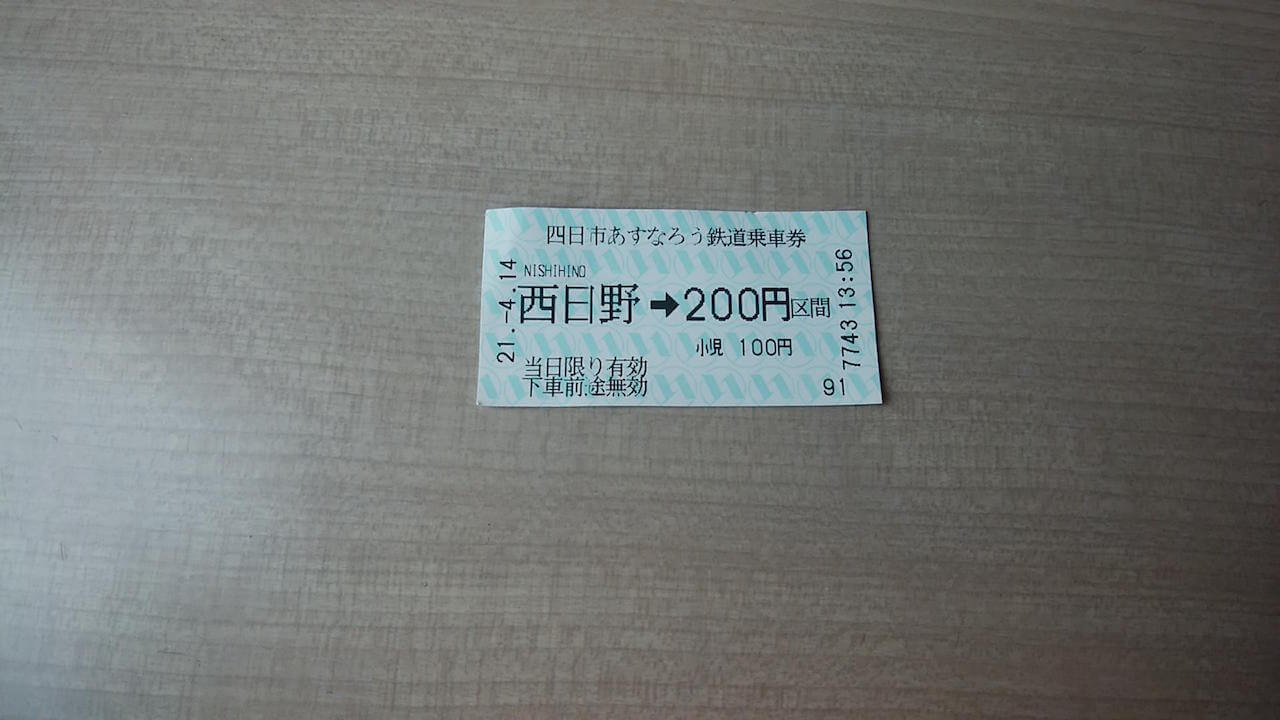 四日市あすなろう鉄道乗車券
NISHIHINO
西日野➡200円区間
小児 100円
当日限り有効
下車前途無効
91
21.-4.14
7743 13:56